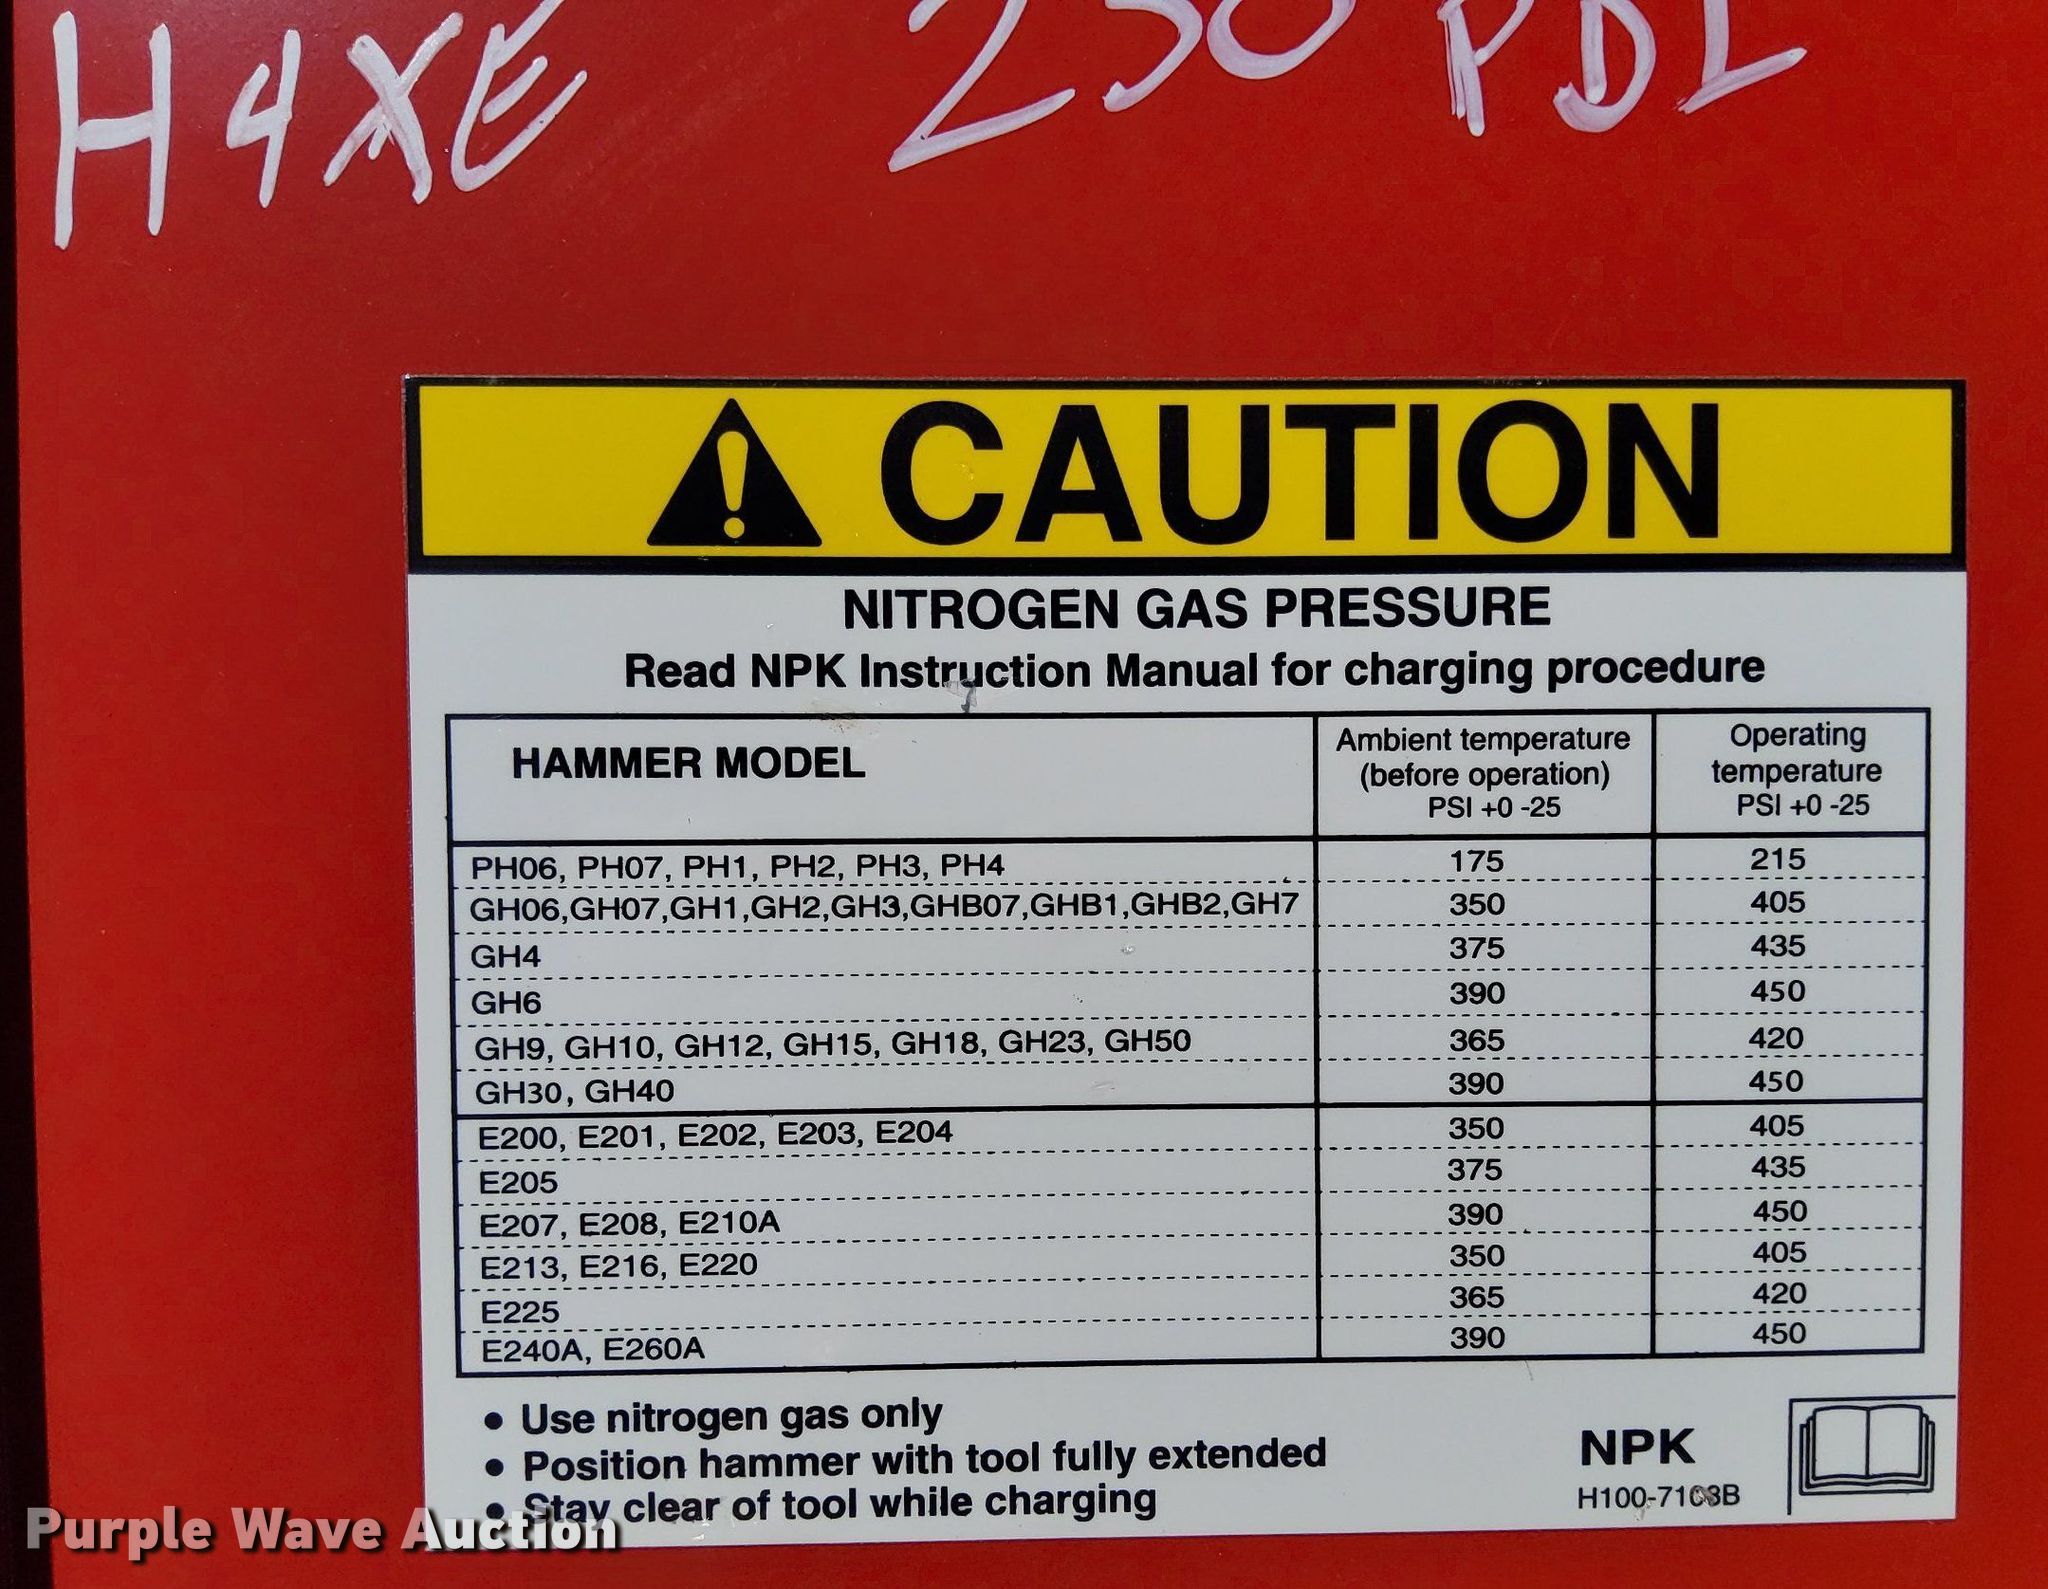 H4XE 250 PDL
CAUTION
NITROGEN GAS PRESSURE
Read NPK Instruction Manual for charging procedure
HAMMER MODEL Ambient temperature (before operation) PSI +0 -25 Operating temperature PSI +0 -25
PH06, PH07, PH1, PH2, PH3, PH4 175 215
GH06,GH07,GH1,GH2,GH3,GHB07,GHB1,GHB2,GH7 350 405
GH4 375 435
GH6 390 450
GH9, GH10, GH12, GH15, GH18, GH23, GH50 365 420
GH30, GH40 390 450
E200, E201, E202, E203, E204 350 405
E205 375 435
E207, E208, E210A 390 450
E213, E216, E220 350 405
E225 365 420
E240A, E260A 390 450
• Use nitrogen gas only
• Position hammer with tool fully extended
• Stay clear of tool while charging
NPK
Purple Wave Auction